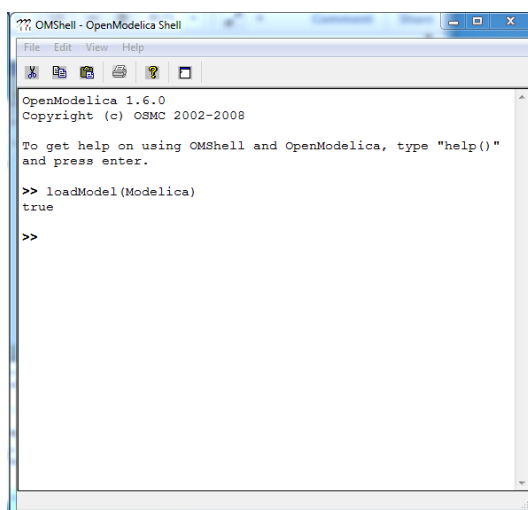 OMShell - OpenModelica Shell
File Edit View Help
OpenModelica 1.6.0
Copyright (c) OSMC 2002-2008
To get help on using OMShell and OpenModelica, type "help()"
and press enter.
>> loadModel(Modelica)
true
>>